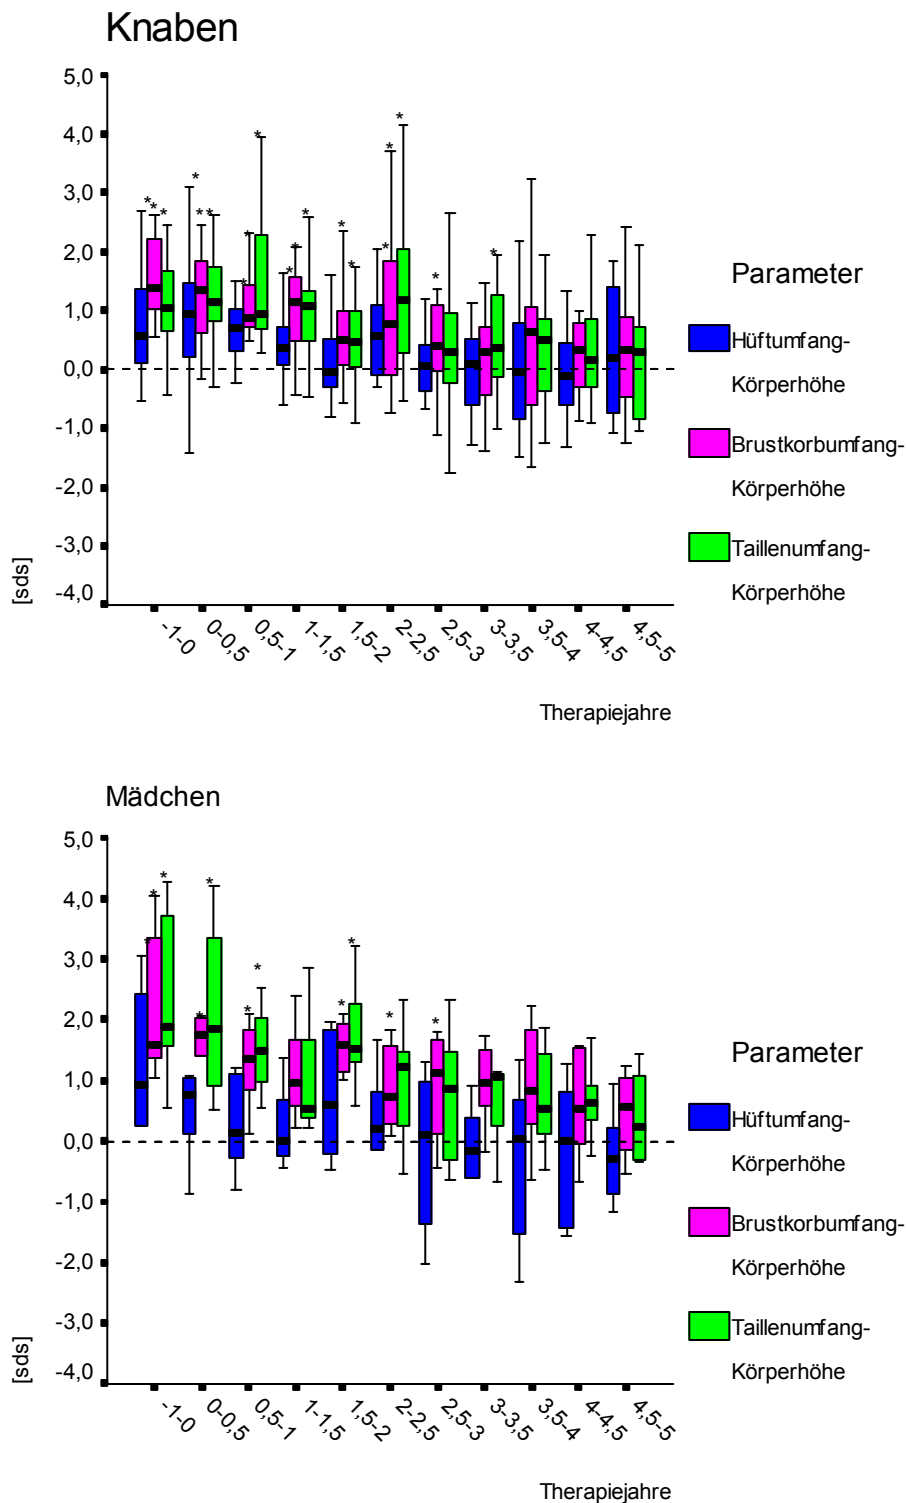 Knaben
5,0
4,0
3,0
2,0
1,0
0,0
-1,0
-2,0
-3,0
-4,0
[sds]
-1-0
0-0,5
0,5-1
1-1,5
1,5-2
2-2,5
2,5-3
3-3,5
3,5-4
4-4,5
4,5-5
Therapiejahre
Parameter
Hüftumfang-
Körperhöhe
Brustkorbumfang-
Körperhöhe
Taillenumfang-
Körperhöhe
Mädchen
5,0
4,0
3,0
2,0
1,0
0,0
-1,0
-2,0
-3,0
-4,0
[sds]
-1-0
0-0,5
0,5-1
1-1,5
1,5-2
2-2,5
2,5-3
3-3,5
3,5-4
4-4,5
4,5-5
Therapiejahre
Parameter
Hüftumfang-
Körperhöhe
Brustkorbumfang-
Körperhöhe
Taillenumfang-
Körperhöhe